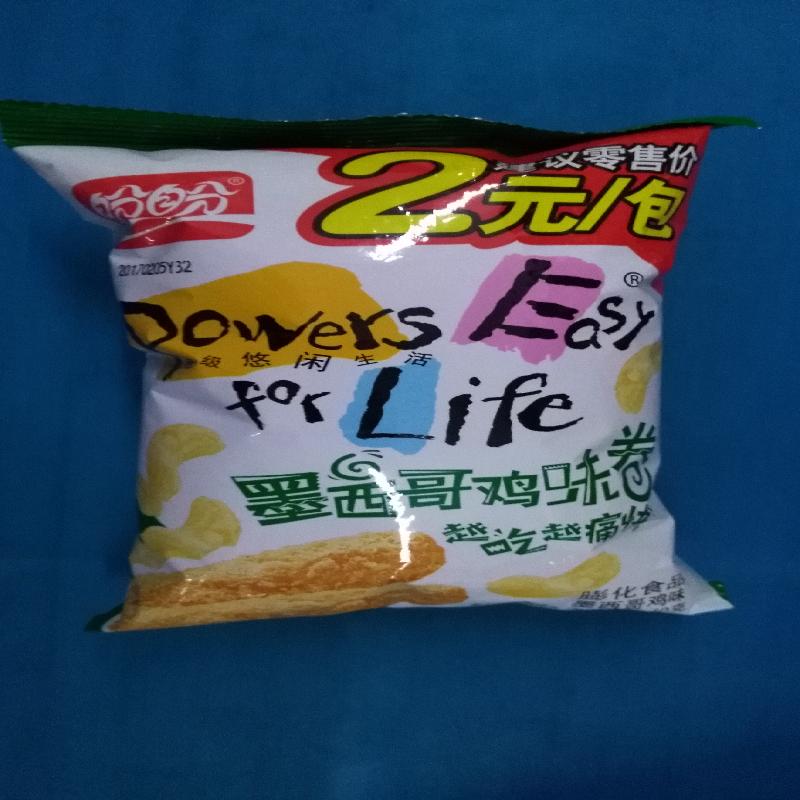 建议零售价
盼盼®
2元/包
20170205Y32
Powers Easy®
级悠闲生活
for Life
墨西哥鸡味卷
越吃越痛快
膨化食品
墨西哥鸡味